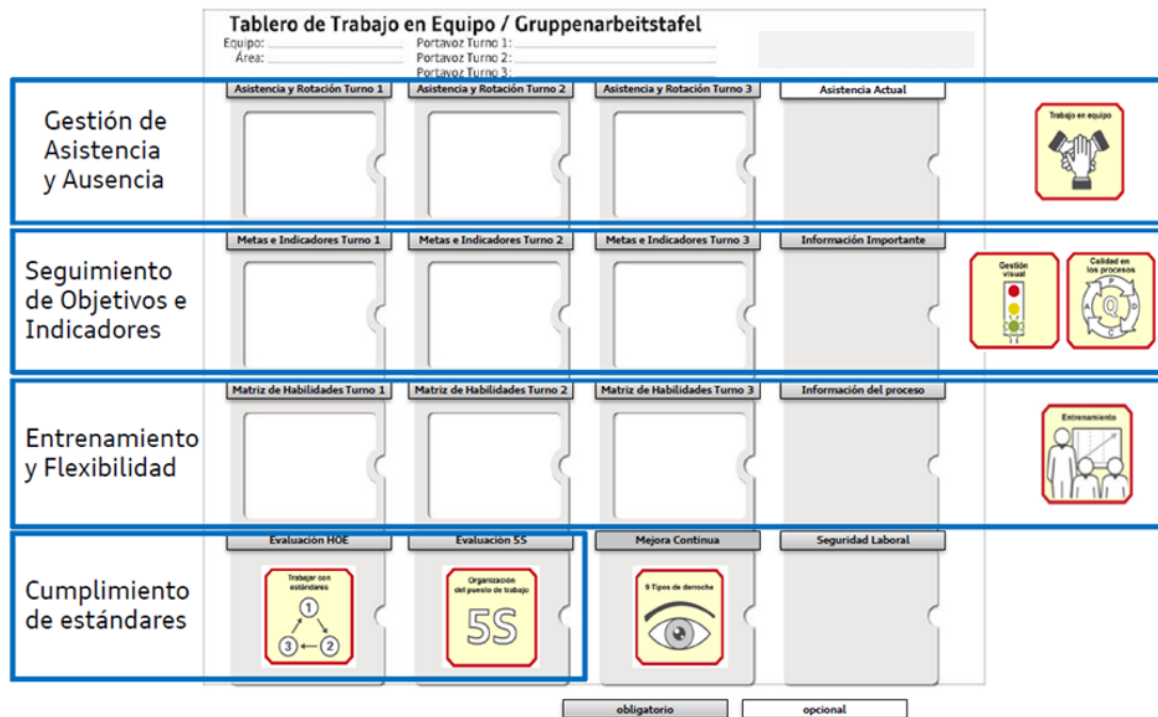 Tablero de Trabajo en Equipo / Gruppenarbeitstafel
Equipo: Portavoz Turno 1:
Área: Portavoz Turno 2:
Portavoz Turno 3:
Asistencia y Rotación Turno 1
Asistencia y Rotación Turno 2
Asistencia y Rotación Turno 3
Asistencia Actual
Gestión de
Asistencia
y Ausencia
Trabajo en equipo
Metas e Indicadores Turno 1
Metas e Indicadores Turno 2
Metas e Indicadores Turno 3
Información Importante
Seguimiento
de Objetivos e
Indicadores
Gestión
visual
Calidad en
los procesos
P
A
Q
D
C
Matriz de Habilidades Turno 1
Matriz de Habilidades Turno 2
Matriz de Habilidades Turno 3
Información del proceso
Entrenamiento
y Flexibilidad
Entrenamiento
Evaluación HOE
Evaluación 5S
Mejora Continua
Seguridad Laboral
Cumplimiento
de estándares
Trabajar con
estándares
1
3
2
Organización
del puesto de trabajo
5S
9 Tipos de derroche
obligatorio
opcional